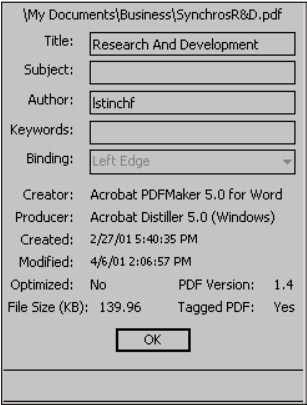 \My Documents\Business\SynchrosR&D.pdf
Title: Research And Development
Subject:
Author: lstinchf
Keywords:
Binding: Left Edge
Creator: Acrobat PDFMaker 5.0 for Word
Producer: Acrobat Distiller 5.0 (Windows)
Created: 2/27/01 5:40:35 PM
Modified: 4/6/01 2:06:57 PM
Optimized: No PDF Version: 1.4
File Size (KB): 139.96 Tagged PDF: Yes
OK